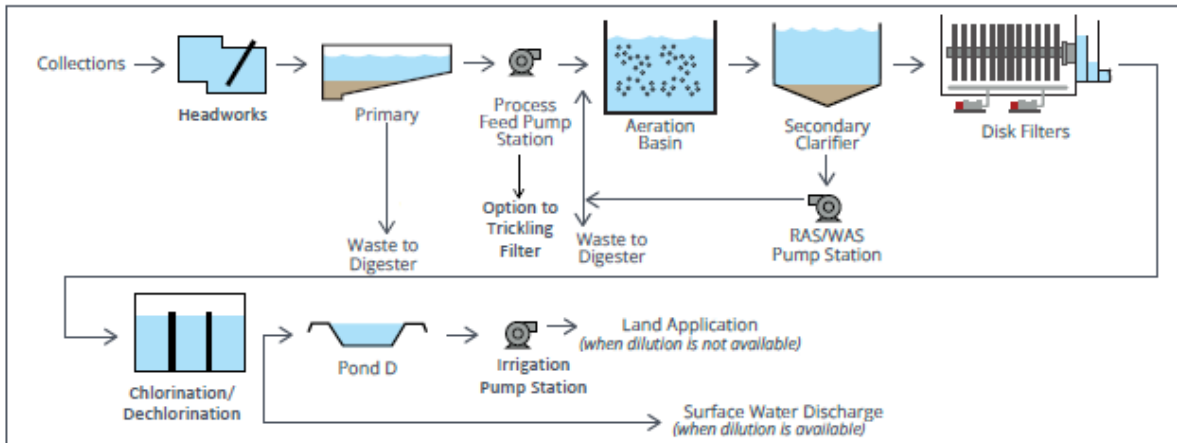 Collections
Headworks
Primary
Process
Feed Pump
Station
Aeration
Basin
Secondary
Clarifier
Disk Filters
Option to
Trickling
Filter
Waste to
Digester
Waste to
Digester
RAS/WAS
Pump Station
Chlorination/
Dechlorination
Pond D
Irrigation
Pump Station
Land Application
(when dilution is not available)
Surface Water Discharge
(when dilution is available)